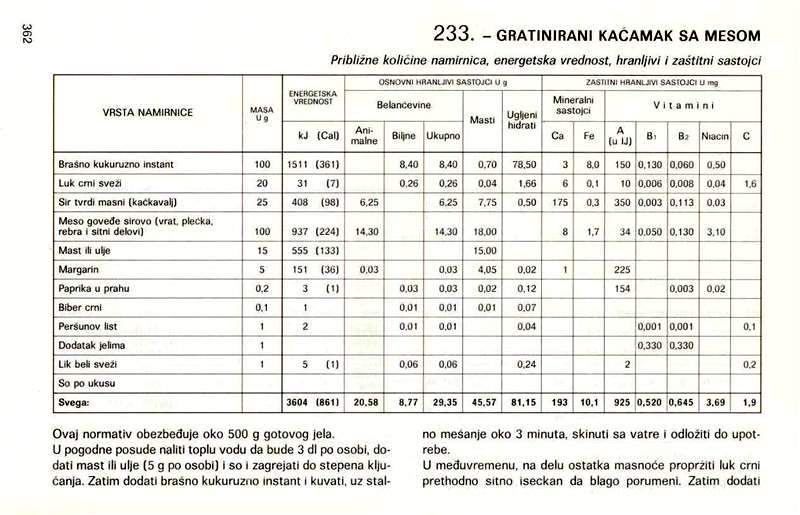 362
233. – GRATINIRANI KAČAMAK SA MESOM
Približne količine namirnica, energetska vrednost, hranljivi i zaštitni sastojci
VRSTA NAMIRNICE MASA U g ENERGETSKA VREDNOST OSNOVNI HRANLJIVI SASTOJCI U g ZAŠTITNI HRANLJIVI SASTOJCI U mg
Belančevine Masti Ugljeni hidrati Mineralni sastojci Vitamini
kJ (Cal) Ani-malne Biljne Ukupno Ca Fe A (u IJ) B1 B2 Niacin C
Brašno kukuruzno instant 100 1511 (361) 8,40 8,40 0,70 78,50 3 8,0 150 0,130 0,060 0,50
Luk crni sveži 20 31 (7) 0,26 0,26 0,04 1,66 6 0,1 10 0,006 0,008 0,04 1,6
Sir tvrdi masni (kačkavalj) 25 408 (98) 6,25 6,25 7,75 0,50 175 0,3 350 0,003 0,113 0,03
Meso goveđe sirovo (vrat, plećka,
rebra i sitni delovi) 100 937 (224) 14,30 14,30 18,00 8 1,7 34 0,050 0,130 3,10
Mast ili ulje 15 555 (133) 15,00
Margarin 5 151 (36) 0,03 0,03 4,05 0,02 1 225
Paprika u prahu 0,2 3 (1) 0,03 0,03 0,02 0,12 154 0,003 0,02
Biber crni 0,1 1 0,01 0,01 0,01 0,07
Peršunov list 1 2 0,01 0,01 0,04 0,001 0,001 0,1
Dodatak jelima 1 0,330 0,330
Lik beli sveži 1 5 (1) 0,06 0,06 0,24 2 0,2
So po ukusu
Svega: 3604 (861) 20,58 8,77 29,35 45,57 81,15 193 10,1 925 0,520 0,645 3,69 1,9
Ovaj normativ obezbeđuje oko 500 g gotovog jela.
U pogodne posude naliti toplu vodu da bude 3 dl po osobi, do-
dati mast ili ulje (5 g po osobi) i so i zagrejati do stepena klju-
čanja. Zatim dodati brašno kukuruzno instant i kuvati, uz stal-
no mešanje oko 3 minuta, skinuti sa vatre i odložiti do upot-
rebe.
U međuvremenu, na delu ostatka masnoće propržiti luk crni
prethodno sitno iseckan da blago porumeni. Zatim dodati